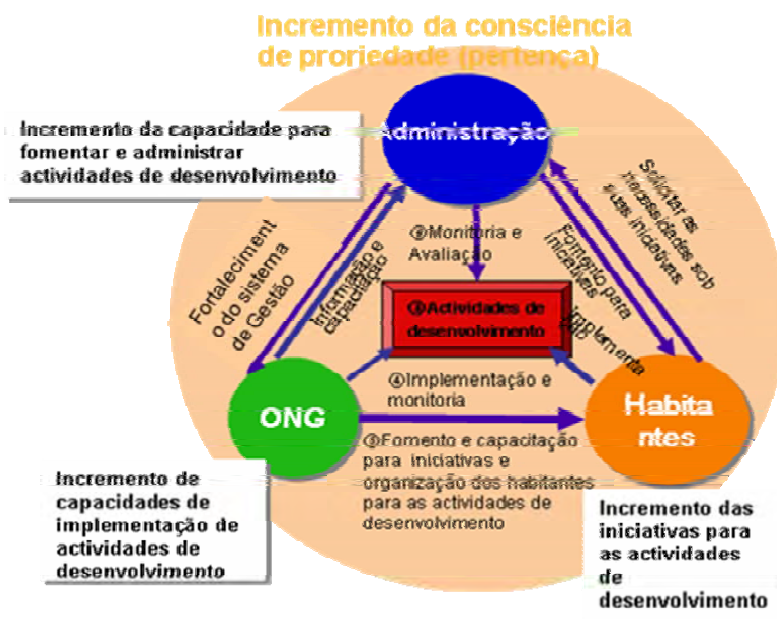 Incremento da consciência
de proriedade (pertença)
Administração
Incremento da capacidade para
fomentar e administrar
actividades de desenvolvimento
Solicitar as
necessidades sob
suas iniciativas
Monitoria e
Avaliação
Fomento para
iniciativas
Fortaleciment
o do sistema
de Gestão
Informação e
capacitação
Actividades de
desenvolvimento
Implementa
④Implementação e
monitoria
ONG
Habita
ntes
Fomento e capacitação
para iniciativas e
organização dos habitantes
para as actividades de
desenvolvimento
Incremento de
capacidades de
implementação de
actividades de
desenvolvimento
Incremento das
iniciativas para
as actividades
de
desenvolvimento